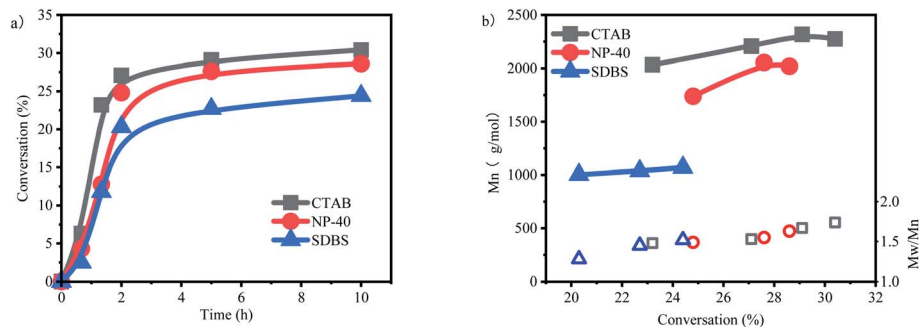 a)
35
30
25
20
15
10
5
0
Conversation (%)
CTAB
NP-40
SDBS
0 2 4 6 8 10
Time (h)
b)
2500
2000
1500
1000
500
0
Mn( g/mol)
CTAB
NP-40
SDBS
2.0
1.5
1.0
Mw/Mn
20 22 24 26 28 30 32
Conversation (%)